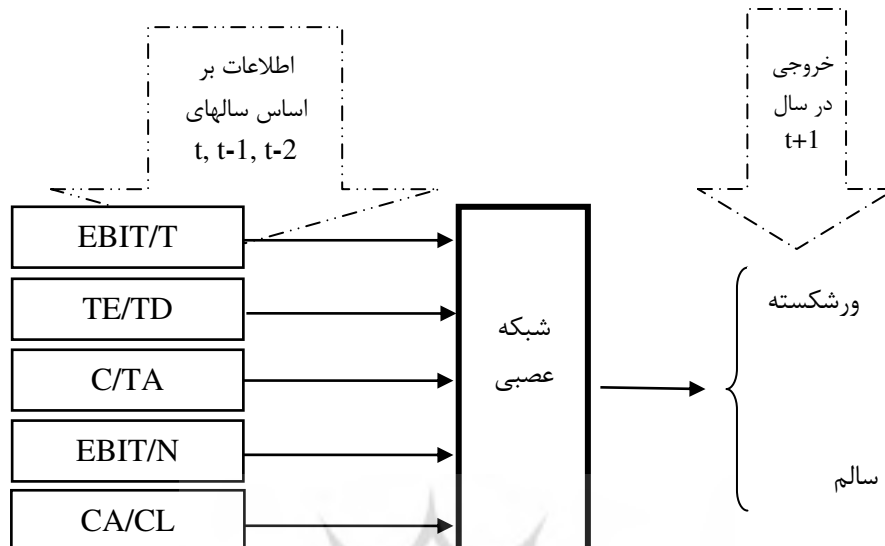 اطلاعات بر
اساس سالهای
t, t-1, t-2
خروجی
در سال
t+1
EBIT/T
TE/TD
C/TA
EBIT/N
CA/CL
شبکه
عصبی
ورشکسته
سالم